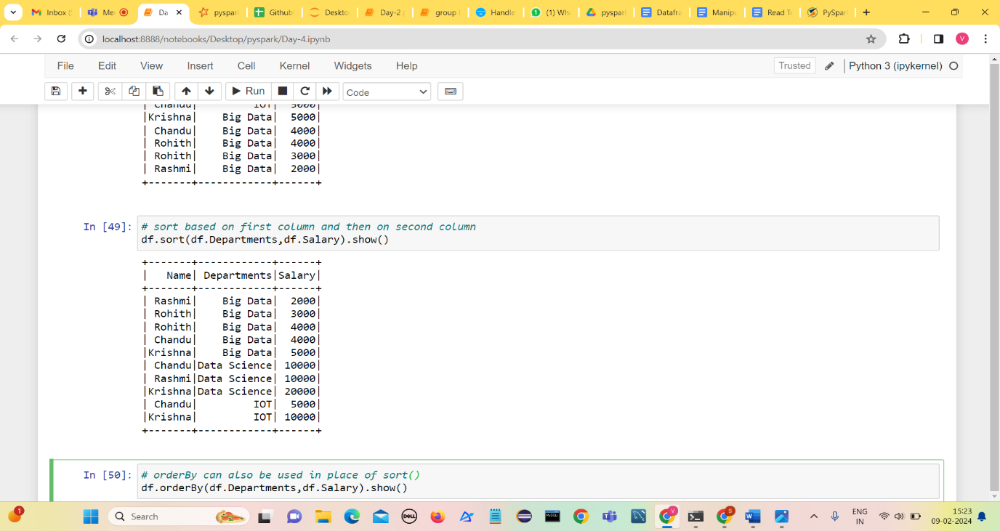 Inbox (
Me
Da
pyspar
Githubl
Deskto
Day-2
group
Handle
(1) Wh
pyspar
Datafra
Manipu
Read T
PySpar
localhost:8888/notebooks/Desktop/pyspark/Day-4.ipynb
V
File Edit View Insert Cell Kernel Widgets Help Trusted Python 3 (ipykernel)
Run Code
| Chandu| IOT| 5000|
|Krishna| Big Data| 5000|
| Chandu| Big Data| 4000|
| Rohith| Big Data| 4000|
| Rohith| Big Data| 3000|
| Rashmi| Big Data| 2000|
+-------+------------+------+
In [49]: # sort based on first column and then on second column
df.sort(df.Departments,df.Salary).show()
+-------+------------+------+
| Name| Departments|Salary|
+-------+------------+------+
| Rashmi| Big Data| 2000|
| Rohith| Big Data| 3000|
| Rohith| Big Data| 4000|
| Chandu| Big Data| 4000|
|Krishna| Big Data| 5000|
| Chandu|Data Science| 10000|
| Rashmi|Data Science| 10000|
|Krishna|Data Science| 20000|
| Chandu| IOT| 5000|
|Krishna| IOT| 10000|
+-------+------------+------+
In [50]: # orderBy can also be used in place of sort()
df.orderBy(df.Departments,df.Salary).show()
1
Search
DELL
MySQL
V
S
ENG
IN
15:23
09-02-2024